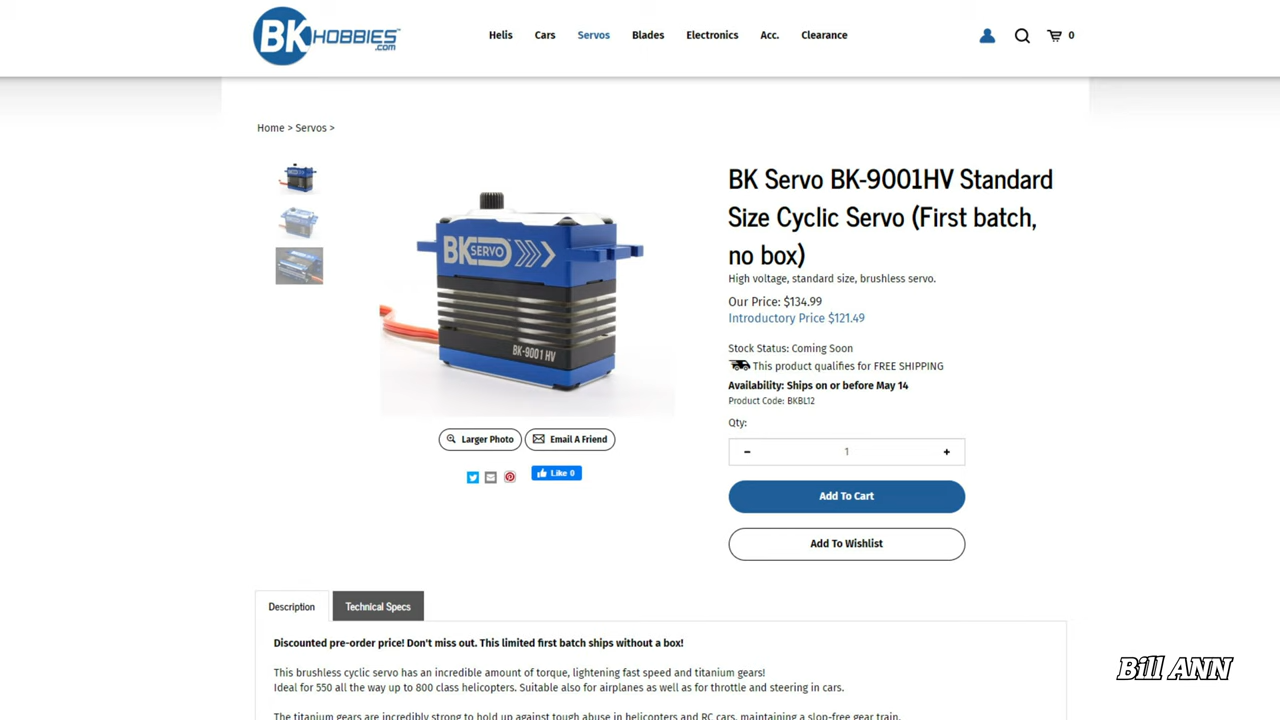 BK HOBBIES
.com
Helis Cars Servos Blades Electronics Acc. Clearance 0
Home > Servos >
BK Servo BK-9001HV Standard
Size Cyclic Servo (First batch,
no box)
High voltage, standard size, brushless servo.
BK SERVO
BK-9001 HV
Our Price: $134.99
Introductory Price $121.49
Stock Status: Coming Soon
This product qualifies for FREE SHIPPING
Availability: Ships on or before May 14
Product Code: BKBL12
Qty:
- 1 +
Larger Photo Email A Friend
Like 0
Add To Cart
Add To Wishlist
Description Technical Specs
Discounted pre-order price! Don't miss out. This limited first batch ships without a box!
This brushless cyclic servo has an incredible amount of torque, lightening fast speed and titanium gears!
Ideal for 550 all the way up to 800 class helicopters. Suitable also for airplanes as well as for throttle and steering in cars.
The titanium gears are incredibly strong to hold up against tough abuse in helicopters and RC cars, maintaining a slop-free gear train.
Bill ANN